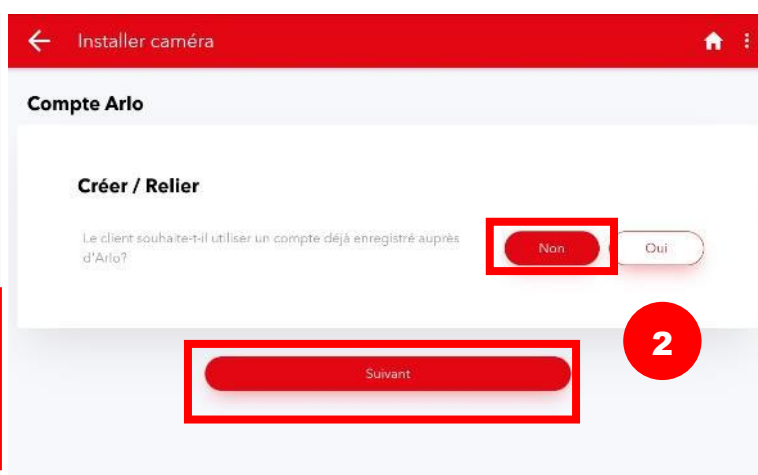 Installer caméra
Compte Arlo
Créer / Relier
Le client souhaite-t-il utiliser un compte déjà enregistré auprès
d'Arlo?
Non
Oui
2
Suivant